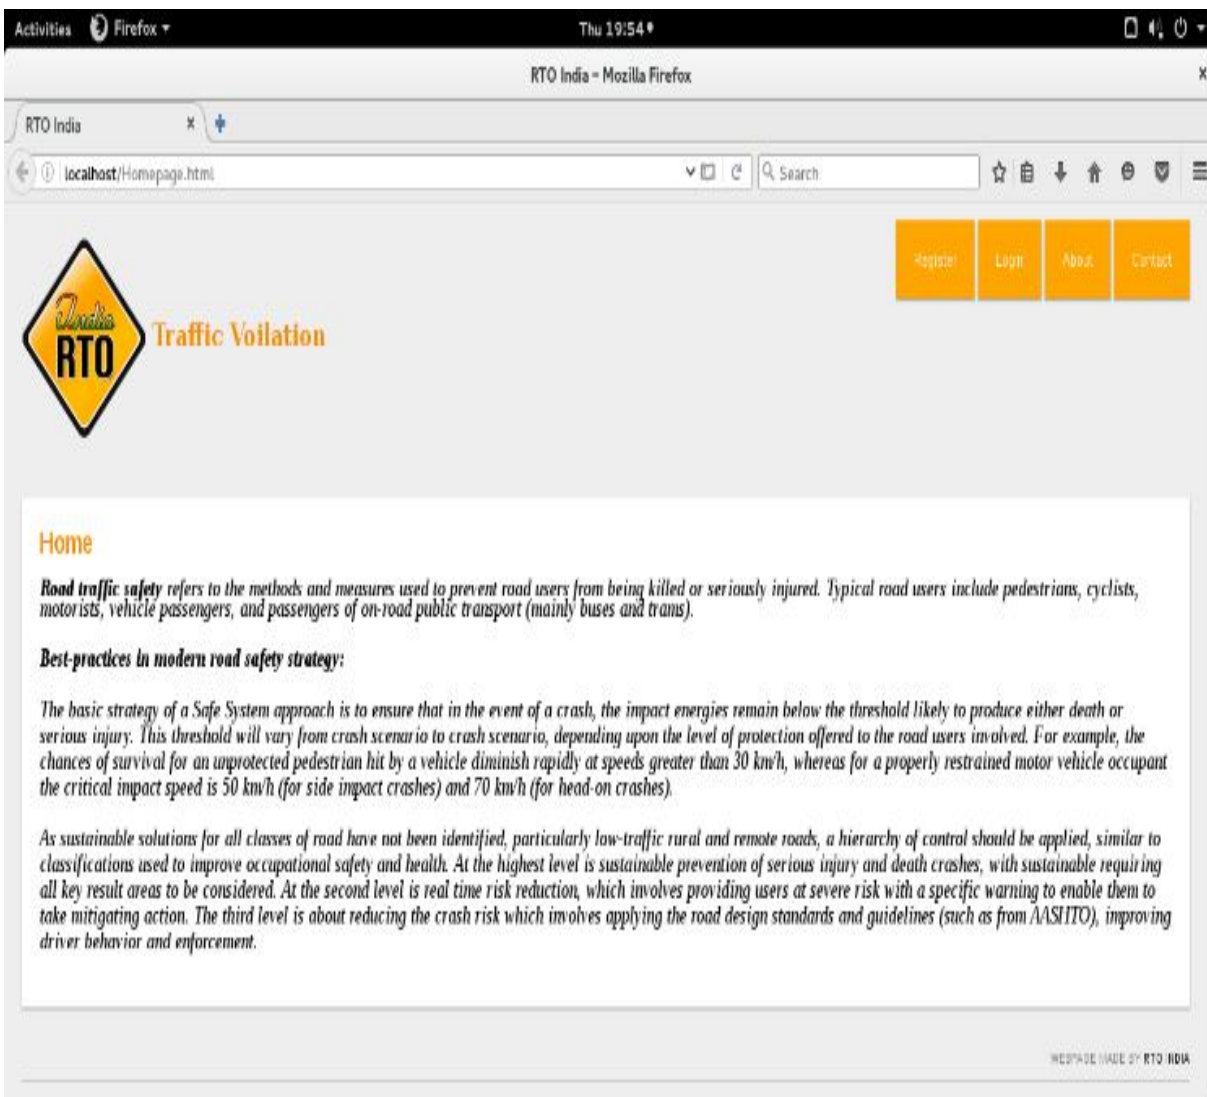 Activities Firefox Thu 19:54
RTO India - Mozilla Firefox
RTO India
localhost/Homepage.html Search
Register Login About Contact
India
RTO
Traffic Voilation
Home
Road traffic safety refers to the methods and measures used to prevent road users from being killed or seriously injured. Typical road users include pedestrians, cyclists,
motorists, vehicle passengers, and passengers of on-road public transport (mainly buses and trams).
Best-practices in modern road safety strategy:
The basic strategy of a Safe System approach is to ensure that in the event of a crash, the impact energies remain below the threshold likely to produce either death or
serious injury. This threshold will vary from crash scenario to crash scenario, depending upon the level of protection offered to the road users involved. For example, the
chances of survival for an unprotected pedestrian hit by a vehicle diminish rapidly at speeds greater than 30 km/h, whereas for a properly restrained motor vehicle occupant
the critical impact speed is 50 km/h (for side impact crashes) and 70 km/h (for head-on crashes).
As sustainable solutions for all classes of road have not been identified, particularly low-traffic rural and remote roads, a hierarchy of control should be applied, similar to
classifications used to improve occupational safety and health. At the highest level is sustainable prevention of serious injury and death crashes, with sustainable requiring
all key result areas to be considered. At the second level is real time risk reduction, which involves providing users at severe risk with a specific warning to enable them to
take mitigating action. The third level is about reducing the crash risk which involves applying the road design standards and guidelines (such as from AASHTO), improving
driver behavior and enforcement.
WEBPAGE MADE BY RTO INDIA